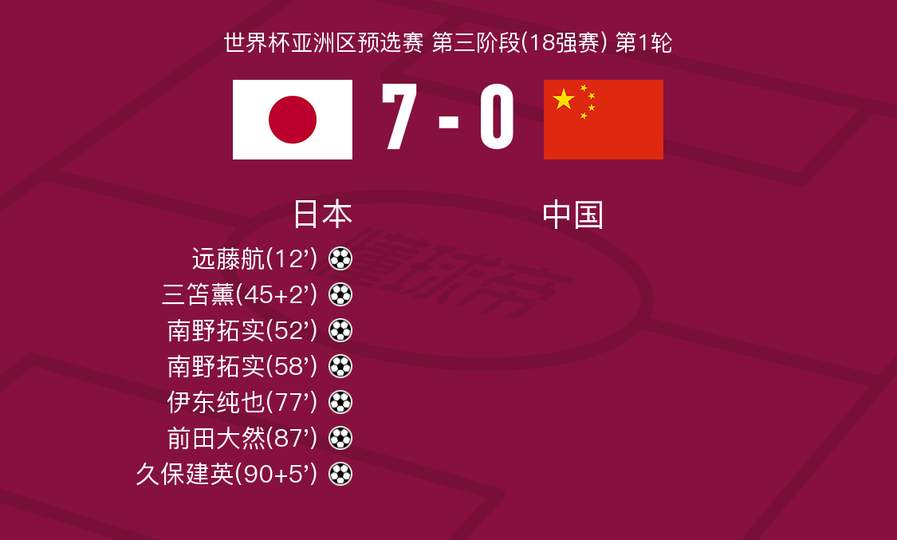 世界杯亚洲区预选赛 第三阶段(18强赛) 第1轮
7 - 0
日本 中国
远藤航(12')
三笘薫(45+2')
南野拓实(52')
南野拓实(58')
伊东纯也(77')
前田大然(87')
久保建英(90+5')
懂球帝